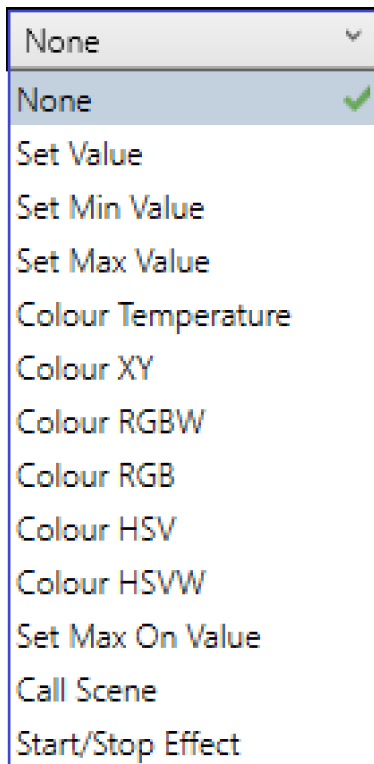 None
None
Set Value
Set Min Value
Set Max Value
Colour Temperature
Colour XY
Colour RGBW
Colour RGB
Colour HSV
Colour HSVW
Set Max On Value
Call Scene
Start/Stop Effect